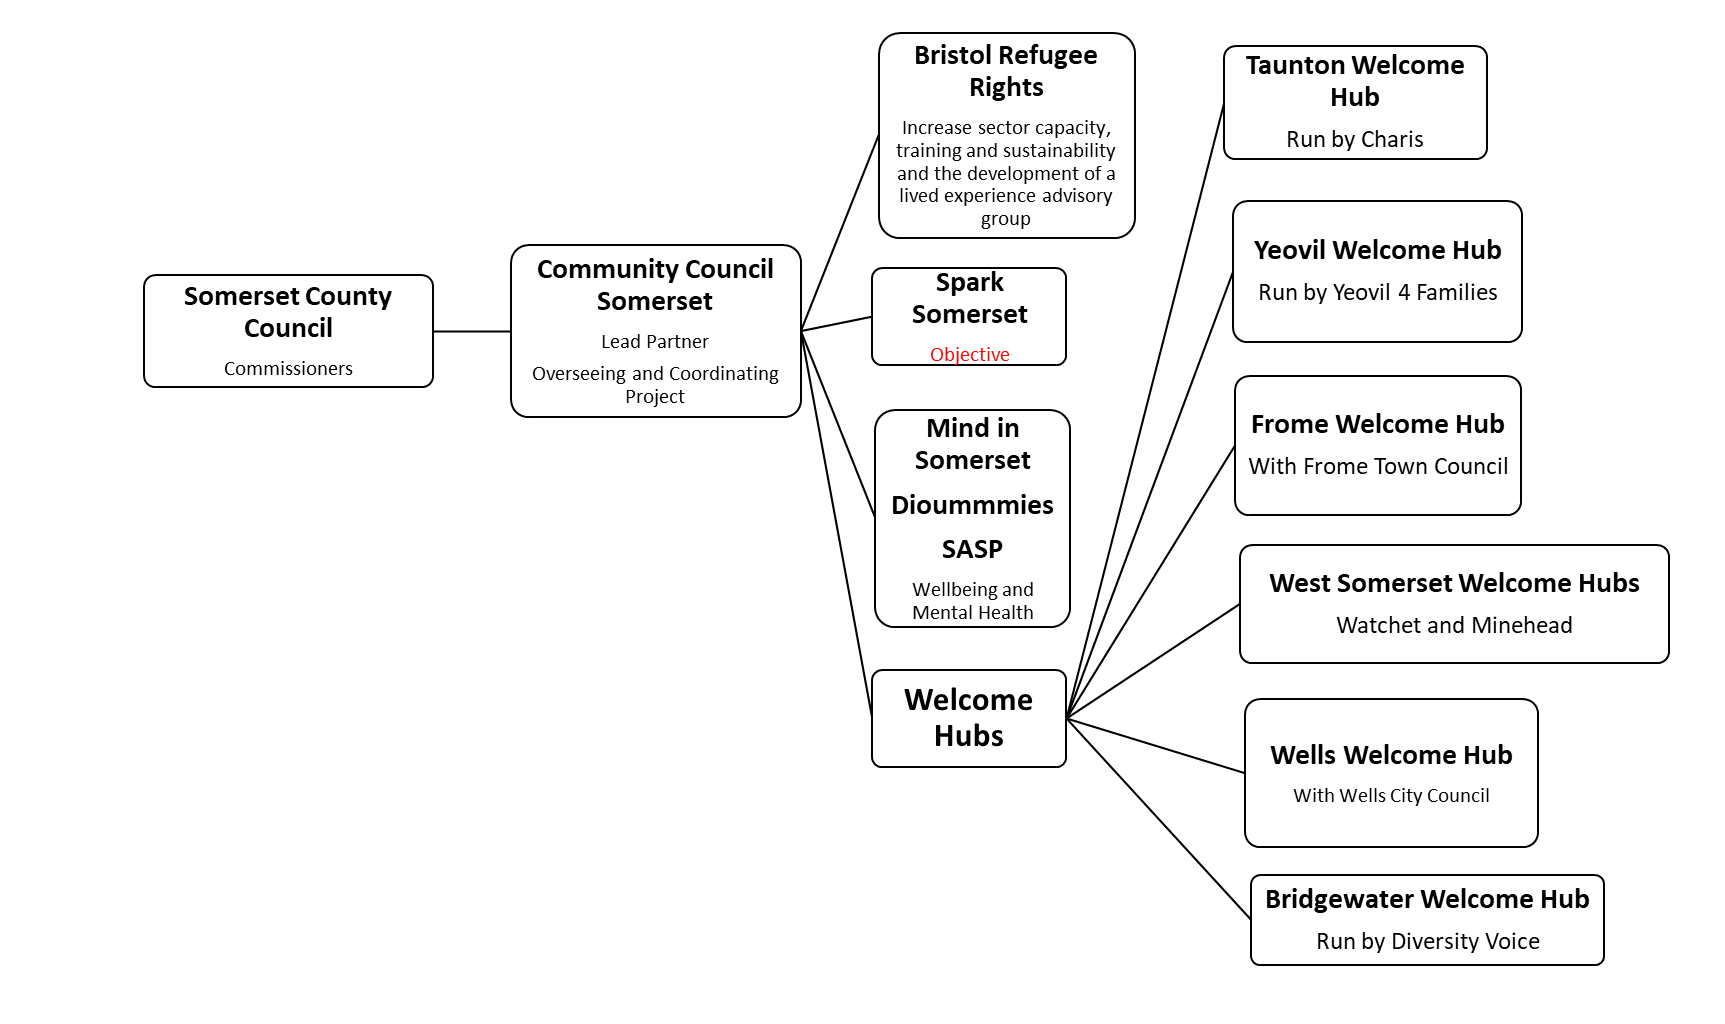 Somerset County
Council
Commissioners
Community Council
Somerset
Lead Partner
Overseeing and Coordinating
Project
Bristol Refugee
Rights
Increase sector capacity,
training and sustainability
and the development of a
lived experience advisory
group
Spark
Somerset
Objective
Mind in
Somerset
Dioummmies
SASP
Wellbeing and
Mental Health
Welcome
Hubs
Taunton Welcome
Hub
Run by Charis
Yeovil Welcome Hub
Run by Yeovil 4 Families
Frome Welcome Hub
With Frome Town Council
West Somerset Welcome Hubs
Watchet and Minehead
Wells Welcome Hub
With Wells City Council
Bridgewater Welcome Hub
Run by Diversity Voice